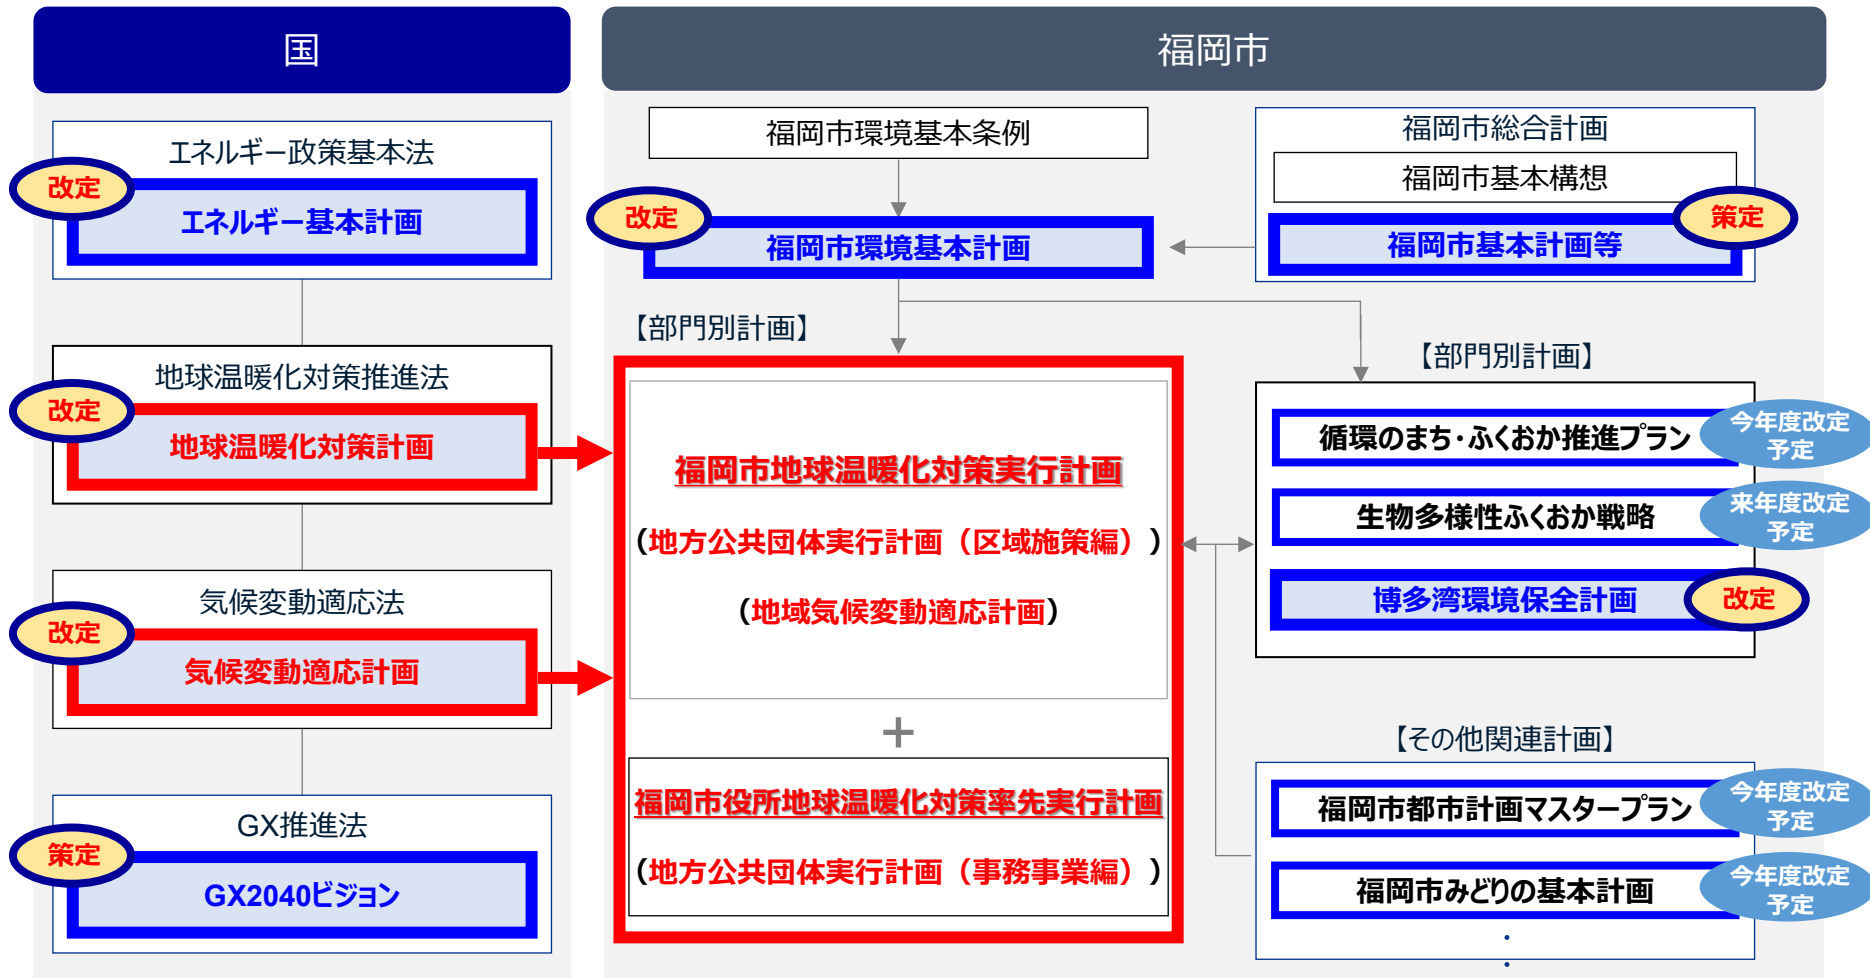 国
エネルギー政策基本法
改定
エネルギー基本計画
地球温暖化対策推進法
改定
地球温暖化対策計画
気候変動適応法
改定
気候変動適応計画
GX推進法
策定
GX2040ビジョン
福岡市
福岡市環境基本条例
改定
福岡市環境基本計画
福岡市総合計画
福岡市基本構想
策定
福岡市基本計画等
【部門別計画】
福岡市地球温暖化対策実行計画
(地方公共団体実行計画（区域施策編）)
(地域気候変動適応計画)
+
福岡市役所地球温暖化対策率先実行計画
(地方公共団体実行計画（事務事業編）)
【部門別計画】
循環のまち・ふくおか推進プラン
今年度改定
予定
生物多様性ふくおか戦略
来年度改定
予定
博多湾環境保全計画
改定
【その他関連計画】
福岡市都市計画マスタープラン
今年度改定
予定
福岡市みどりの基本計画
今年度改定
予定
・
・